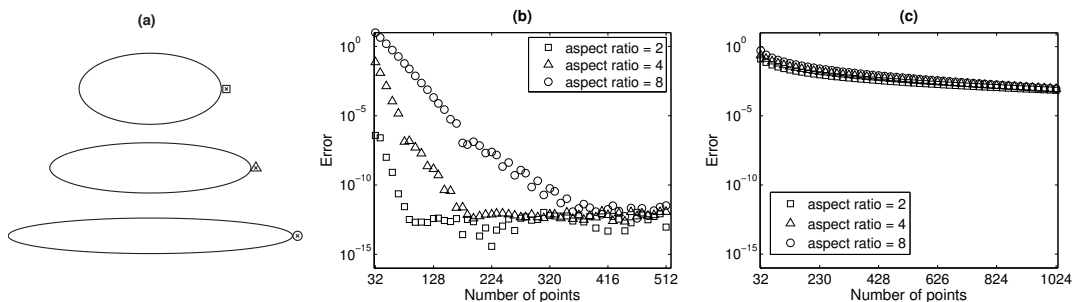 (a)
(b)
10^0
10^-5
10^-10
10^-15
Error
32
128
224
320
416
512
Number of points
aspect ratio = 2
aspect ratio = 4
aspect ratio = 8
(c)
10^0
10^-5
10^-10
10^-15
Error
32
230
428
626
824
1024
Number of points
aspect ratio = 2
aspect ratio = 4
aspect ratio = 8